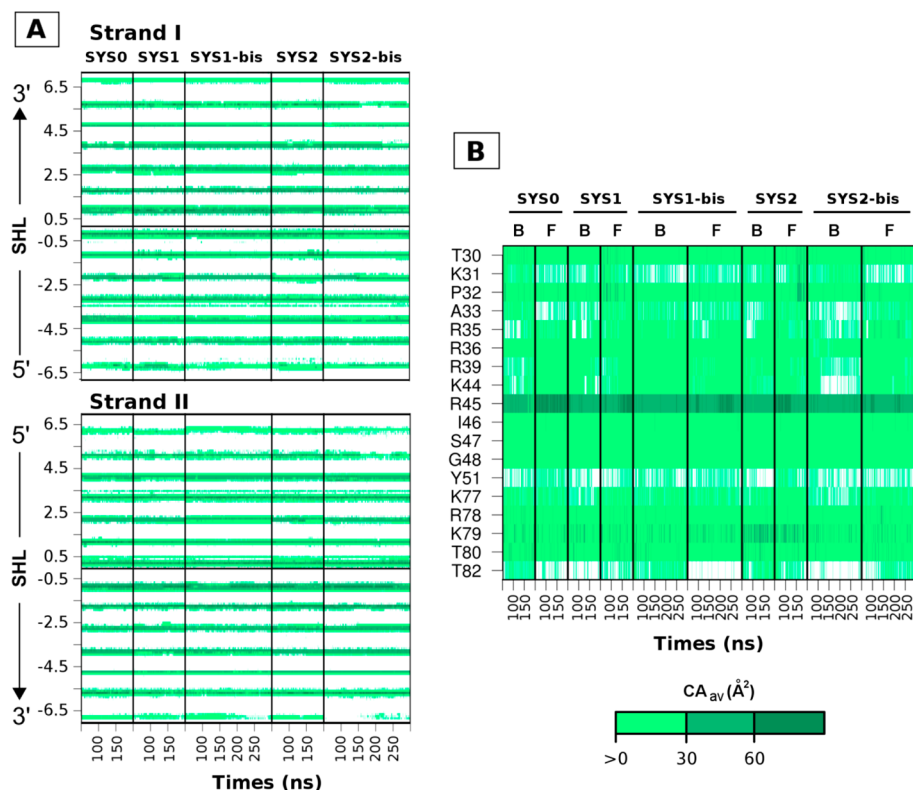 A
Strand I
SYS0 SYS1 SYS1-bis SYS2 SYS2-bis
3'
6.5
4.5
2.5
0.5
SHL
-0.5
-2.5
-4.5
5'
-6.5
Strand II
5'
6.5
4.5
2.5
0.5
SHL
-0.5
-2.5
-4.5
3'
-6.5
100 150 100 150 100 150 200 250 100 150 100 150 200 250
Times (ns)
B
SYS0 SYS1 SYS1-bis SYS2 SYS2-bis
B F B F B F B F B F
T30
K31
P32
A33
R35
R36
R39
K44
R45
I46
S47
G48
Y51
K77
R78
K79
T80
T82
100 150 100 150 100 150 100 150 100 150 200 250 100 150 200 250 100 150 100 150 100 150 200 250 100 150 200 250
Times (ns)
CAav (Å²)
>0 30 60